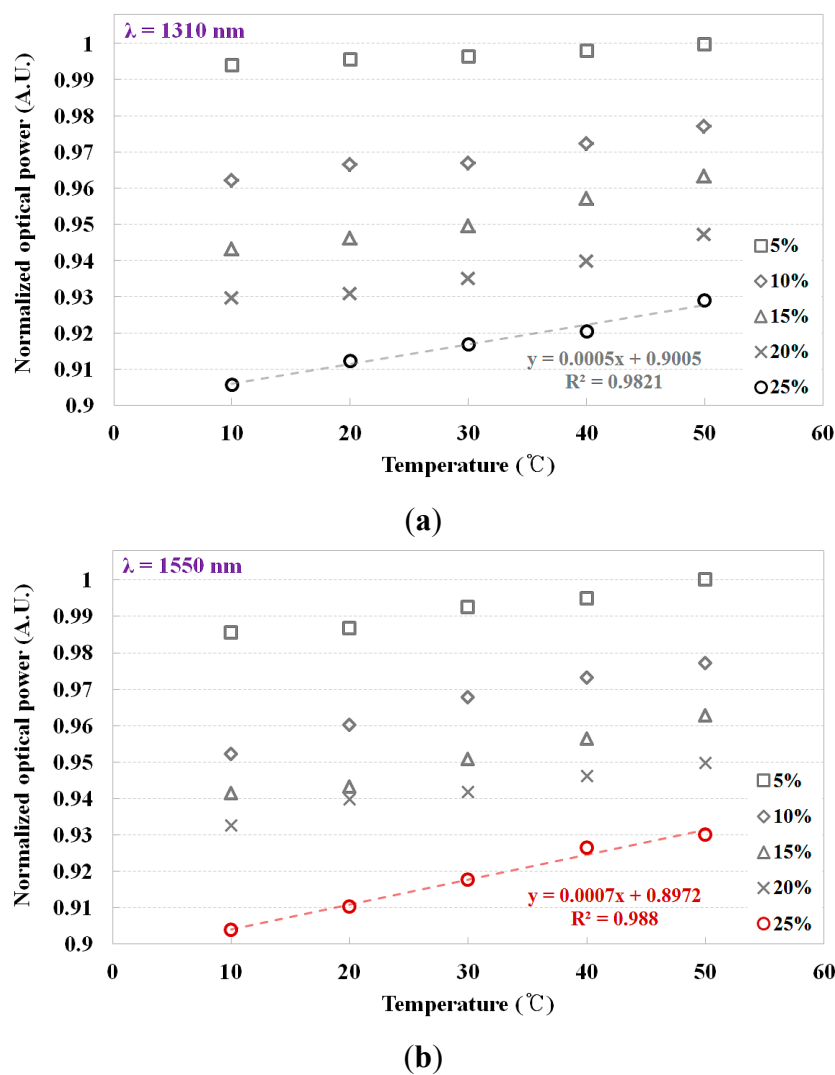 λ = 1310 nm
Normalized optical power (A.U.)
1
0.99
0.98
0.97
0.96
0.95
0.94
0.93
0.92
0.91
0.9
5%
10%
15%
20%
25%
y = 0.0005x + 0.9005
R² = 0.9821
0 10 20 30 40 50 60
Temperature (℃)
(a)
λ = 1550 nm
Normalized optical power (A.U.)
1
0.99
0.98
0.97
0.96
0.95
0.94
0.93
0.92
0.91
0.9
5%
10%
15%
20%
25%
y = 0.0007x + 0.8972
R² = 0.988
0 10 20 30 40 50 60
Temperature (℃)
(b)